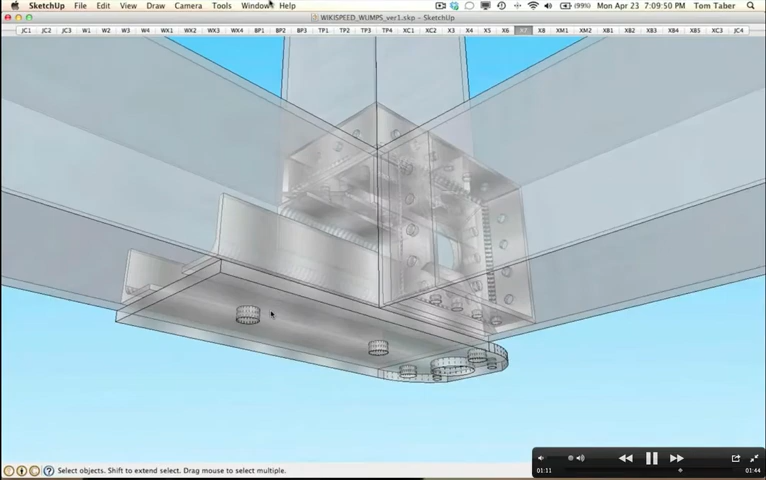 SketchUp File Edit View Draw Camera Tools Window Help (99%) Mon Apr 23 7:09:50 PM Tom Taber
WIKISPEED_WUMPS_ver1.skp - SketchUp
JC1 JC2 W1 W2 W3 W4 WX1 WX2 WX3 WX4 BP1 BP2 BP3 TP1 TP2 TP3 TP4 XC1 XC2 X1 X2 X3 X4 X5 X6 X7 X8 XM1 XM2 XB1 XB2 XB3 XB4 XB5 XC3 JC3 JC4
Select objects. Shift to extend select. Drag mouse to select multiple.
01:11 01:44